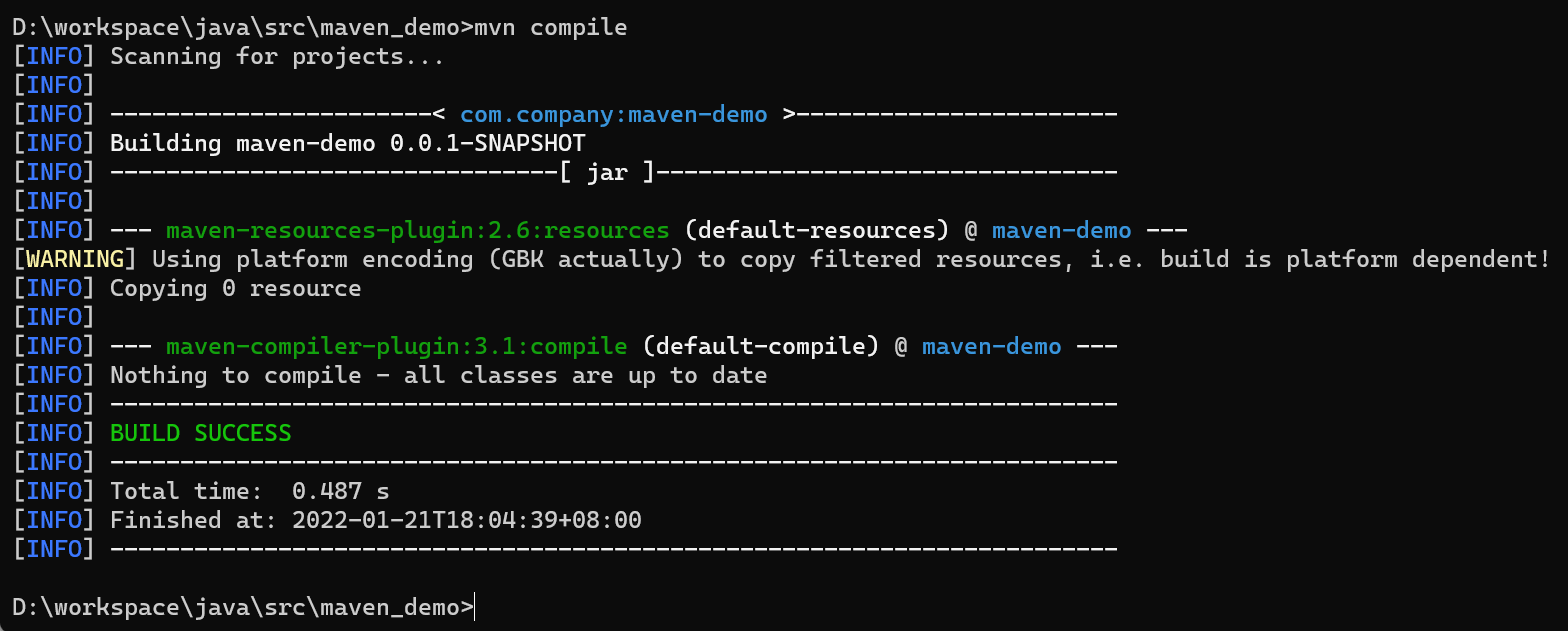 D:\workspace\java\src\maven_demo>mvn compile
[INFO] Scanning for projects...
[INFO]
[INFO] -----------------------< com.company:maven-demo >-----------------------
[INFO] Building maven-demo 0.0.1-SNAPSHOT
[INFO] --------------------------------[ jar ]---------------------------------
[INFO]
[INFO] --- maven-resources-plugin:2.6:resources (default-resources) @ maven-demo ---
[WARNING] Using platform encoding (GBK actually) to copy filtered resources, i.e. build is platform dependent!
[INFO] Copying 0 resource
[INFO]
[INFO] --- maven-compiler-plugin:3.1:compile (default-compile) @ maven-demo ---
[INFO] Nothing to compile - all classes are up to date
[INFO] ------------------------------------------------------------------------
[INFO] BUILD SUCCESS
[INFO] ------------------------------------------------------------------------
[INFO] Total time:  0.487 s
[INFO] Finished at: 2022-01-21T18:04:39+08:00
[INFO] ------------------------------------------------------------------------
D:\workspace\java\src\maven_demo>